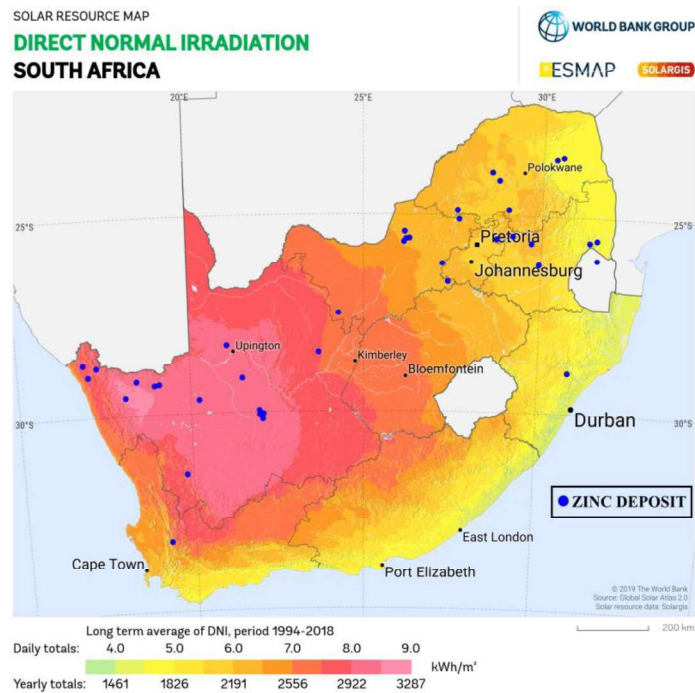 SOLAR RESOURCE MAP
DIRECT NORMAL IRRADIATION
SOUTH AFRICA
WORLD BANK GROUP
ESMAP
SOLARGIS
20°E
25°E
30°E
Polokwane
25°S
25°S
Pretoria
Johannesburg
Upington
Kimberley
Bloemfontein
30°S
30°S
Durban
ZINC DEPOSIT
East London
Cape Town
Port Elizabeth
© 2019 The World Bank
Source: Global Solar Atlas 2.0
Solar resource data: Solargis
200 km
Long term average of DNI, period 1994-2018
Daily totals: 4.0 5.0 6.0 7.0 8.0 9.0
kWh/m²
Yearly totals: 1461 1826 2191 2556 2922 3287